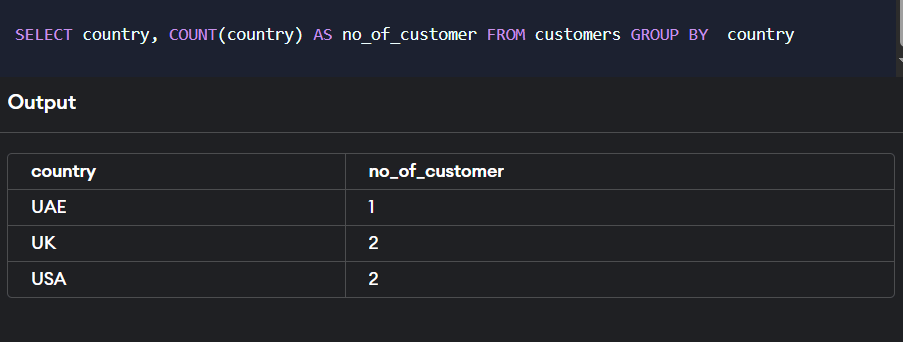 SELECT country, COUNT(country) AS no_of_customer FROM customers GROUP BY  country
Output
country no_of_customer
UAE 1
UK 2
USA 2